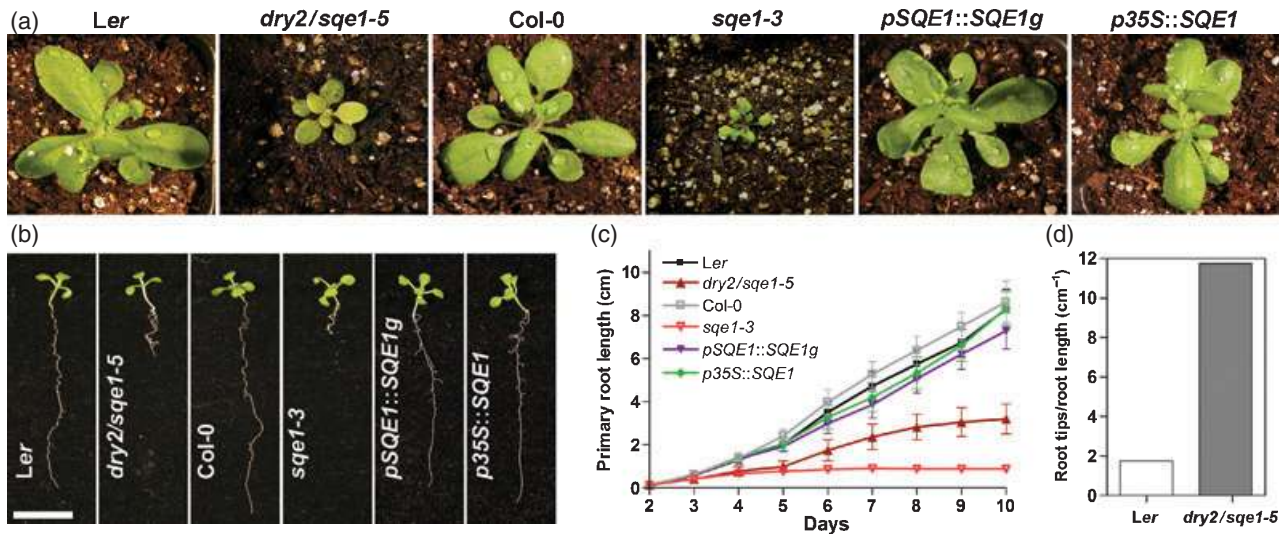 (a)
Ler
dry2/sqe1-5
Col-0
sqe1-3
pSQE1::SQE1g
p35S::SQE1
(b)
Ler
dry2/sqe1-5
Col-0
sqe1-3
pSQE1::SQE1g
p35S::SQE1
(c)
Primary root length (cm)
10
8
6
4
2
0
Ler
dry2/sqe1-5
Col-0
sqe1-3
pSQE1::SQE1g
p35S::SQE1
2 3 4 5 6 7 8 9 10
Days
(d)
Root tips/root length (cm⁻¹)
12
10
8
6
4
2
0
Ler
dry2/sqe1-5